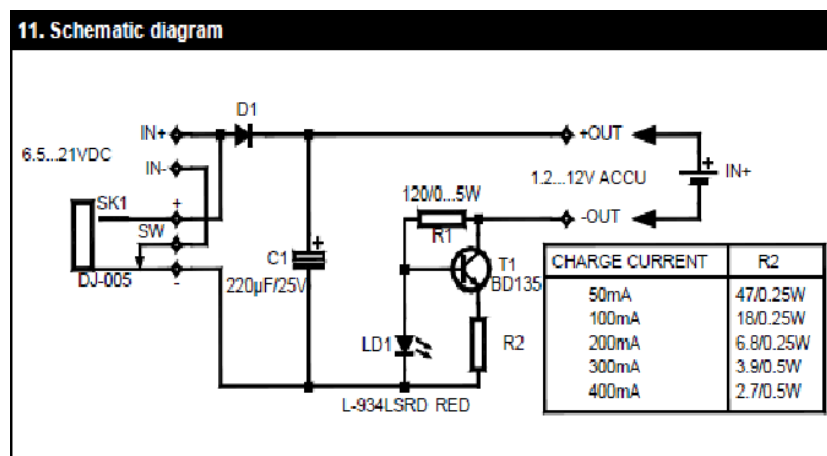 11. Schematic diagram
D1
IN+
+OUT
6.5...21VDC
IN-
1.2...12V ACCU
+
IN+
120/0...5W
SK1
+
-OUT
R1
SW
+
C1
T1
CHARGE CURRENT R2
DJ-005
-
220µF/25V
BD135
50mA 47/0.25W
100mA 18/0.25W
LD1
R2
200mA 6.8/0.25W
300mA 3.9/0.5W
400mA 2.7/0.5W
L-934LSRD RED